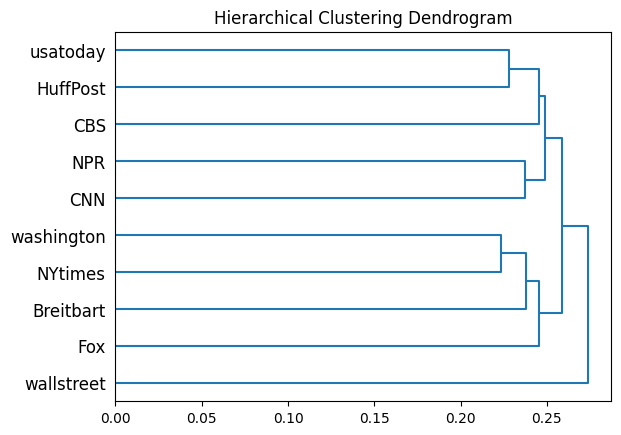 Hierarchical Clustering Dendrogram
usatoday
HuffPost
CBS
NPR
CNN
washington
NYtimes
Breitbart
Fox
wallstreet
0.00 0.05 0.10 0.15 0.20 0.25